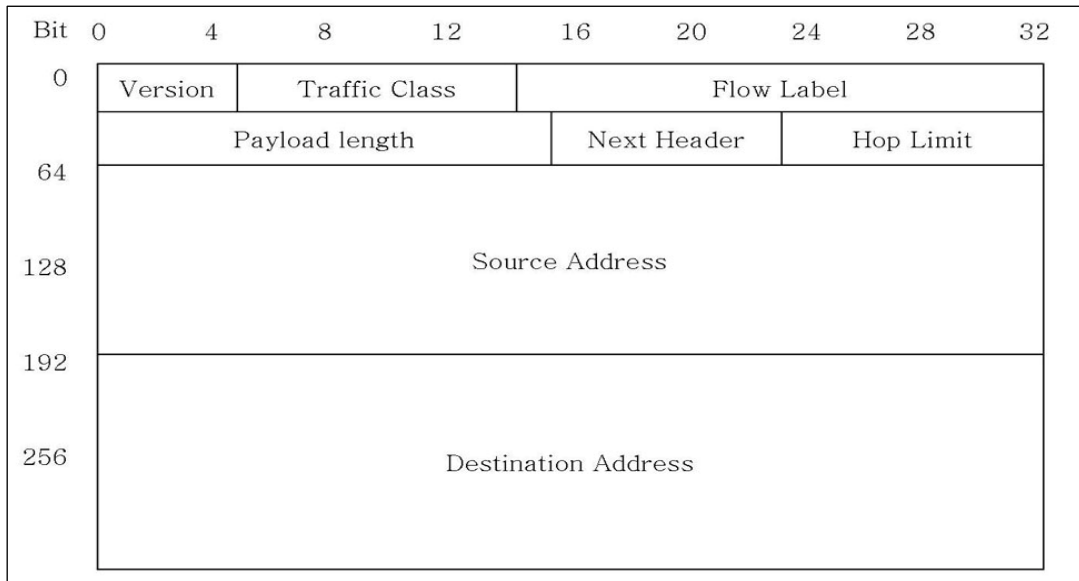 Bit 0 4 8 12 16 20 24 28 32
0 Version Traffic Class Flow Label
Payload length Next Header Hop Limit
64
Source Address
128
192
256
Destination Address